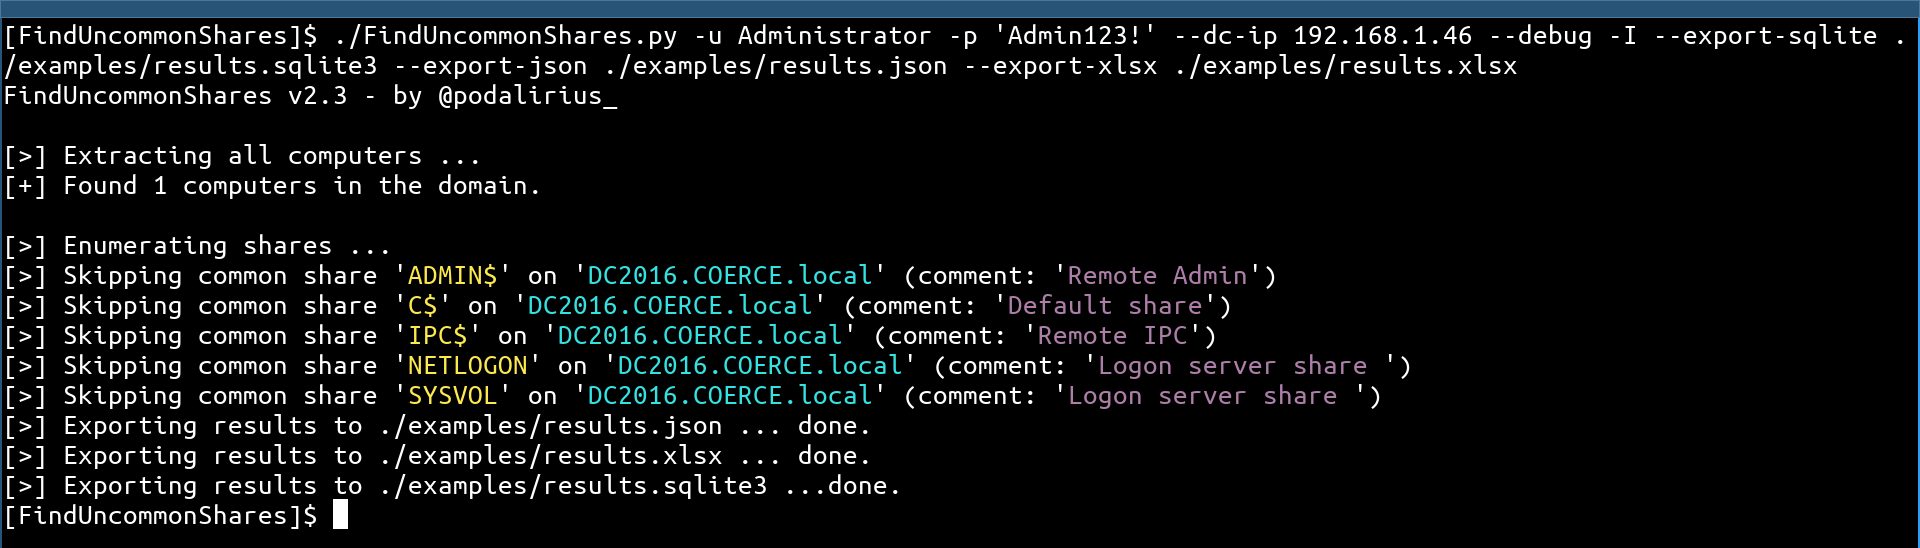 [FindUncommonShares]$ ./FindUncommonShares.py -u Administrator -p 'Admin123!' --dc-ip 192.168.1.46 --debug -I --export-sqlite .
/examples/results.sqlite3 --export-json ./examples/results.json --export-xlsx ./examples/results.xlsx
FindUncommonShares v2.3 - by @podalirius_
[>] Extracting all computers ...
[+] Found 1 computers in the domain.
[>] Enumerating shares ...
[>] Skipping common share 'ADMIN$' on 'DC2016.COERCE.local' (comment: 'Remote Admin')
[>] Skipping common share 'C$' on 'DC2016.COERCE.local' (comment: 'Default share')
[>] Skipping common share 'IPC$' on 'DC2016.COERCE.local' (comment: 'Remote IPC')
[>] Skipping common share 'NETLOGON' on 'DC2016.COERCE.local' (comment: 'Logon server share ')
[>] Skipping common share 'SYSVOL' on 'DC2016.COERCE.local' (comment: 'Logon server share ')
[>] Exporting results to ./examples/results.json ... done.
[>] Exporting results to ./examples/results.xlsx ... done.
[>] Exporting results to ./examples/results.sqlite3 ...done.
[FindUncommonShares]$